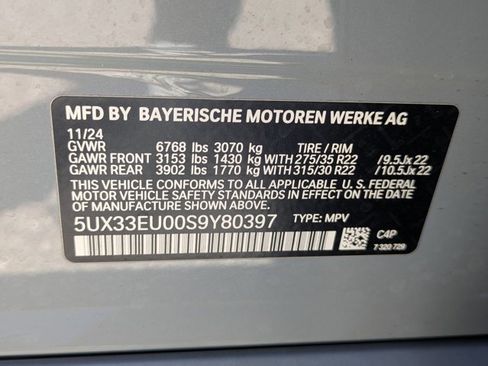 MFD BY BAYERISCHE MOTOREN WERKE AG
11/24
GVWR 6768 lbs 3070 kg TIRE / RIM
GAWR FRONT 3153 lbs 1430 kg WITH 275/35 R22 / 9.5Jx22
GAWR REAR 3902 lbs 1770 kg WITH 315/30 R22 / 10.5Jx22
THIS VEHICLE CONFORMS TO ALL APPLICABLE U. S. FEDERAL
MOTOR VEHICLE SAFETY STANDARDS IN EFFECT ON THE DATE
OF MANUFACTURE SHOWN ABOVE.
5UX33EU00S9Y80397 TYPE: MPV
C4P
7 320 729